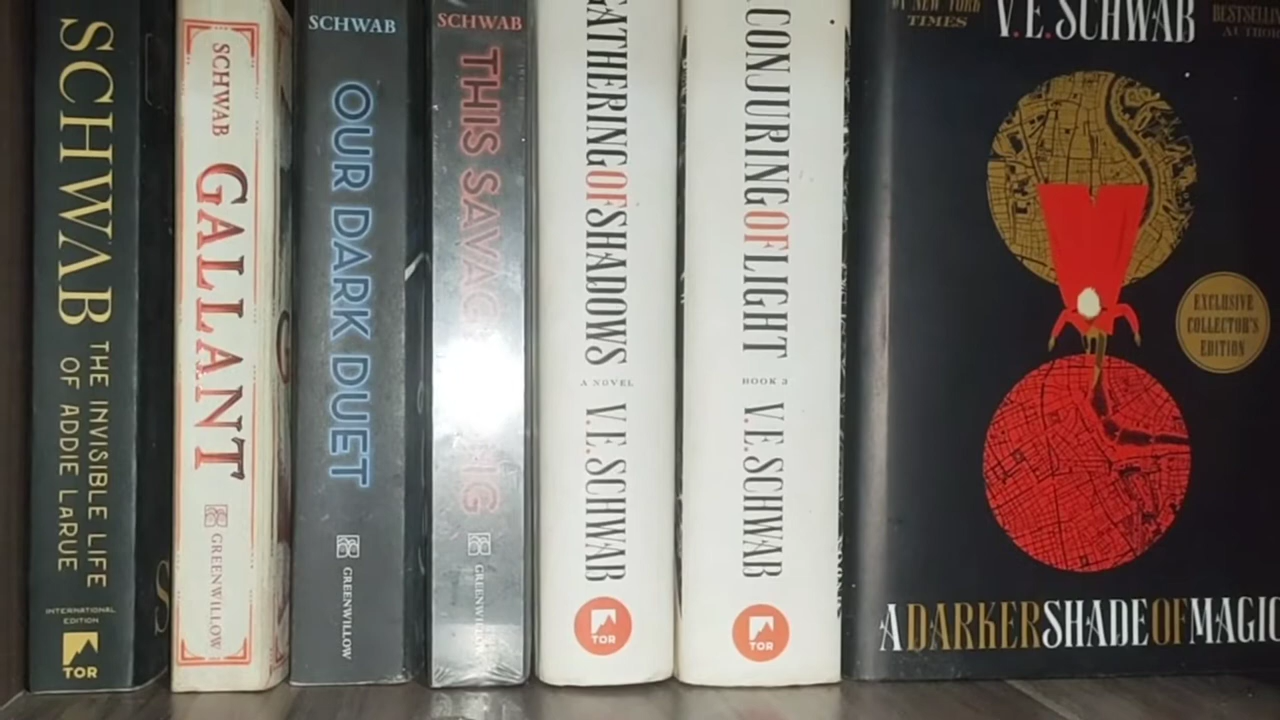 SCHWAB
THE INVISIBLE LIFE
OF ADDIE LaRUE
INTERNATIONAL
EDITION
TOR
SCHWAB
GALLANT
GREENWILLOW
SCHWAB
OUR DARK DUET
GREENWILLOW
SCHWAB
THIS SAVAGE
GATHERING OF SHADOWS
A NOVEL
V.E. SCHWAB
TOR
CONJURING OF LIGHT
BOOK 3
V.E. SCHWAB
TOR
#1 NEW YORK
TIMES
V.E. SCHWAB
BESTSELLING
AUTHOR
EXCLUSIVE
COLLECTOR'S
EDITION
A DARKER SHADE OF MAGIC